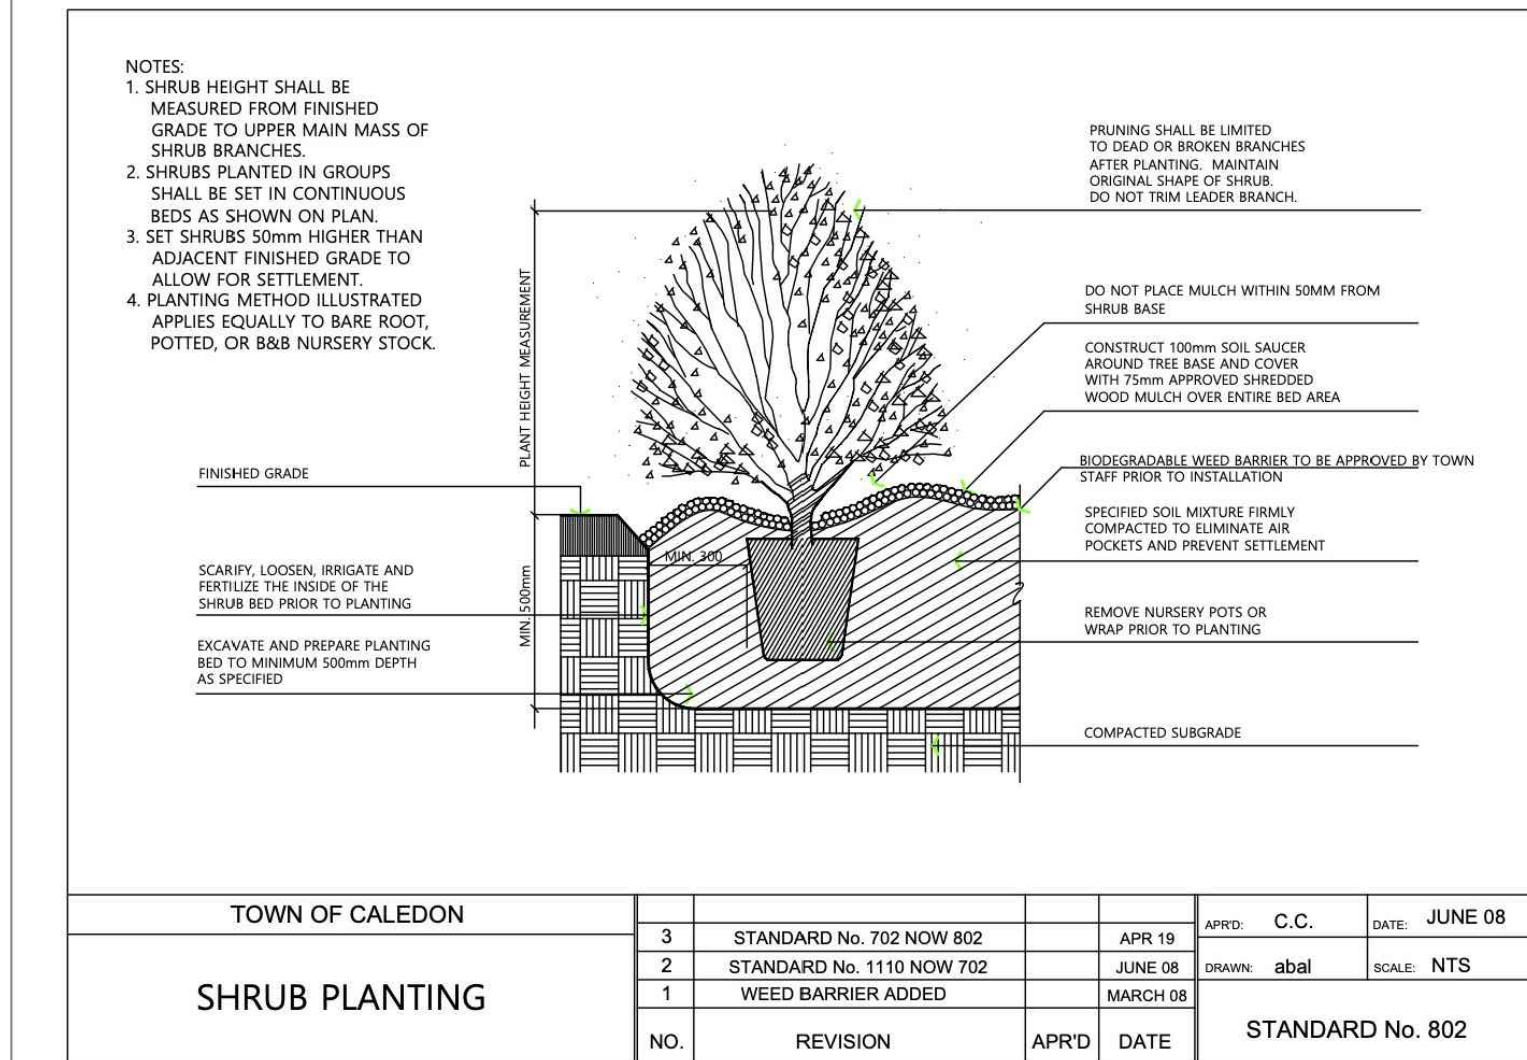 NOTES:
1. SHRUB HEIGHT SHALL BE
MEASURED FROM FINISHED
GRADE TO UPPER MAIN MASS OF
SHRUB BRANCHES.
2. SHRUBS PLANTED IN GROUPS
SHALL BE SET IN CONTINUOUS
BEDS AS SHOWN ON PLAN.
3. SET SHRUBS 50mm HIGHER THAN
ADJACENT FINISHED GRADE TO
ALLOW FOR SETTLEMENT.
4. PLANTING METHOD ILLUSTRATED
APPLIES EQUALLY TO BARE ROOT,
POTTED, OR B&B NURSERY STOCK.
FINISHED GRADE
SCARIFY, LOOSEN, IRRIGATE AND
FERTILIZE THE INSIDE OF THE
SHRUB BED PRIOR TO PLANTING
EXCAVATE AND PREPARE PLANTING
BED TO MINIMUM 500mm DEPTH
AS SPECIFIED
PLANT HEIGHT MEASUREMENT
MIN. 500mm
MIN. 300
PRUNING SHALL BE LIMITED
TO DEAD OR BROKEN BRANCHES
AFTER PLANTING. MAINTAIN
ORIGINAL SHAPE OF SHRUB.
DO NOT TRIM LEADER BRANCH.
DO NOT PLACE MULCH WITHIN 50MM FROM
SHRUB BASE
CONSTRUCT 100mm SOIL SAUCER
AROUND TREE BASE AND COVER
WITH 75mm APPROVED SHREDDED
WOOD MULCH OVER ENTIRE BED AREA
BIODEGRADABLE WEED BARRIER TO BE APPROVED BY TOWN
STAFF PRIOR TO INSTALLATION
SPECIFIED SOIL MIXTURE FIRMLY
COMPACTED TO ELIMINATE AIR
POCKETS AND PREVENT SETTLEMENT
REMOVE NURSERY POTS OR
WRAP PRIOR TO PLANTING
COMPACTED SUBGRADE
TOWN OF CALEDON
SHRUB PLANTING
3 STANDARD No. 702 NOW 802 APR 19
2 STANDARD No. 1110 NOW 702 JUNE 08
1 WEED BARRIER ADDED MARCH 08
NO. REVISION APR'D DATE
APR'D: C.C. DATE: JUNE 08
DRAWN: abal SCALE: NTS
STANDARD No. 802